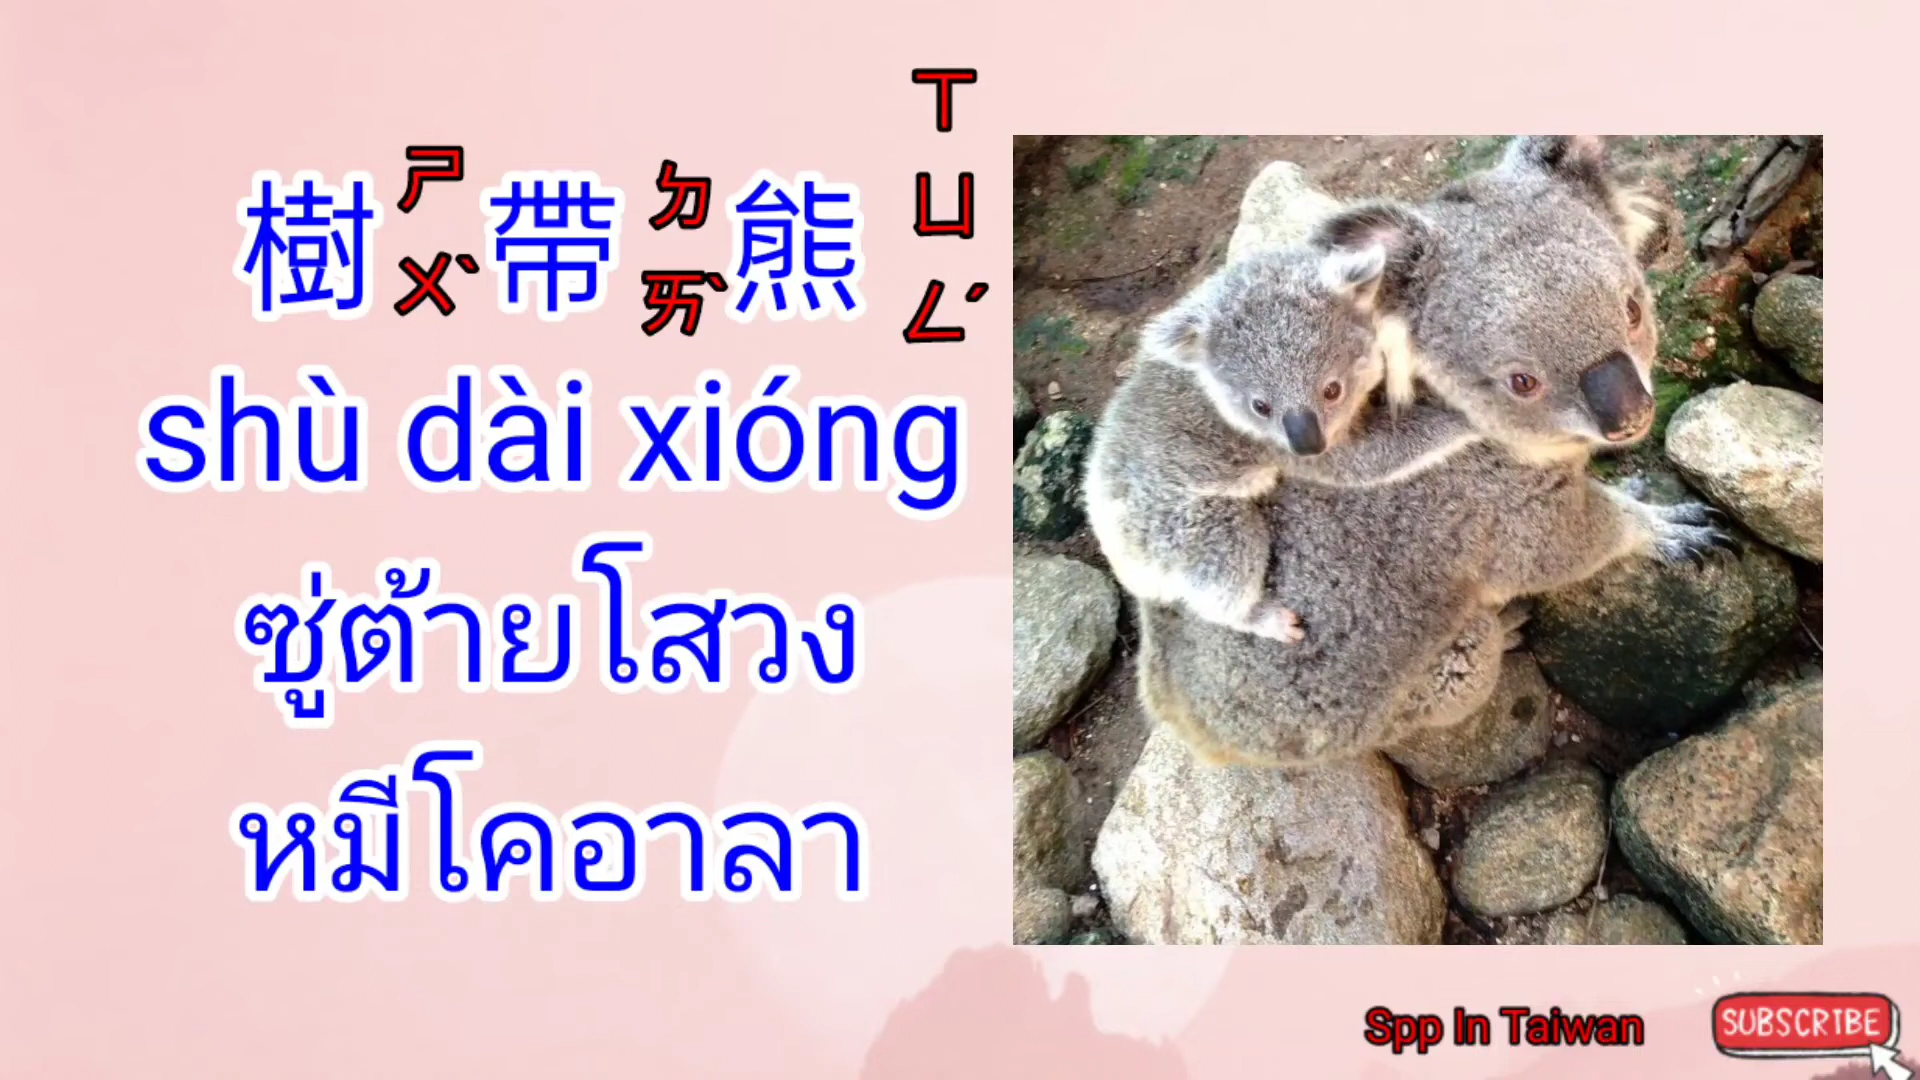 樹ㄕㄨˋ帶ㄉㄞˋ熊ㄒㄩㄥˊ
shù dài xióng
ซู่ต้ายโสวง
หมีโคอาลา
Spp In Taiwan
SUBSCRIBE